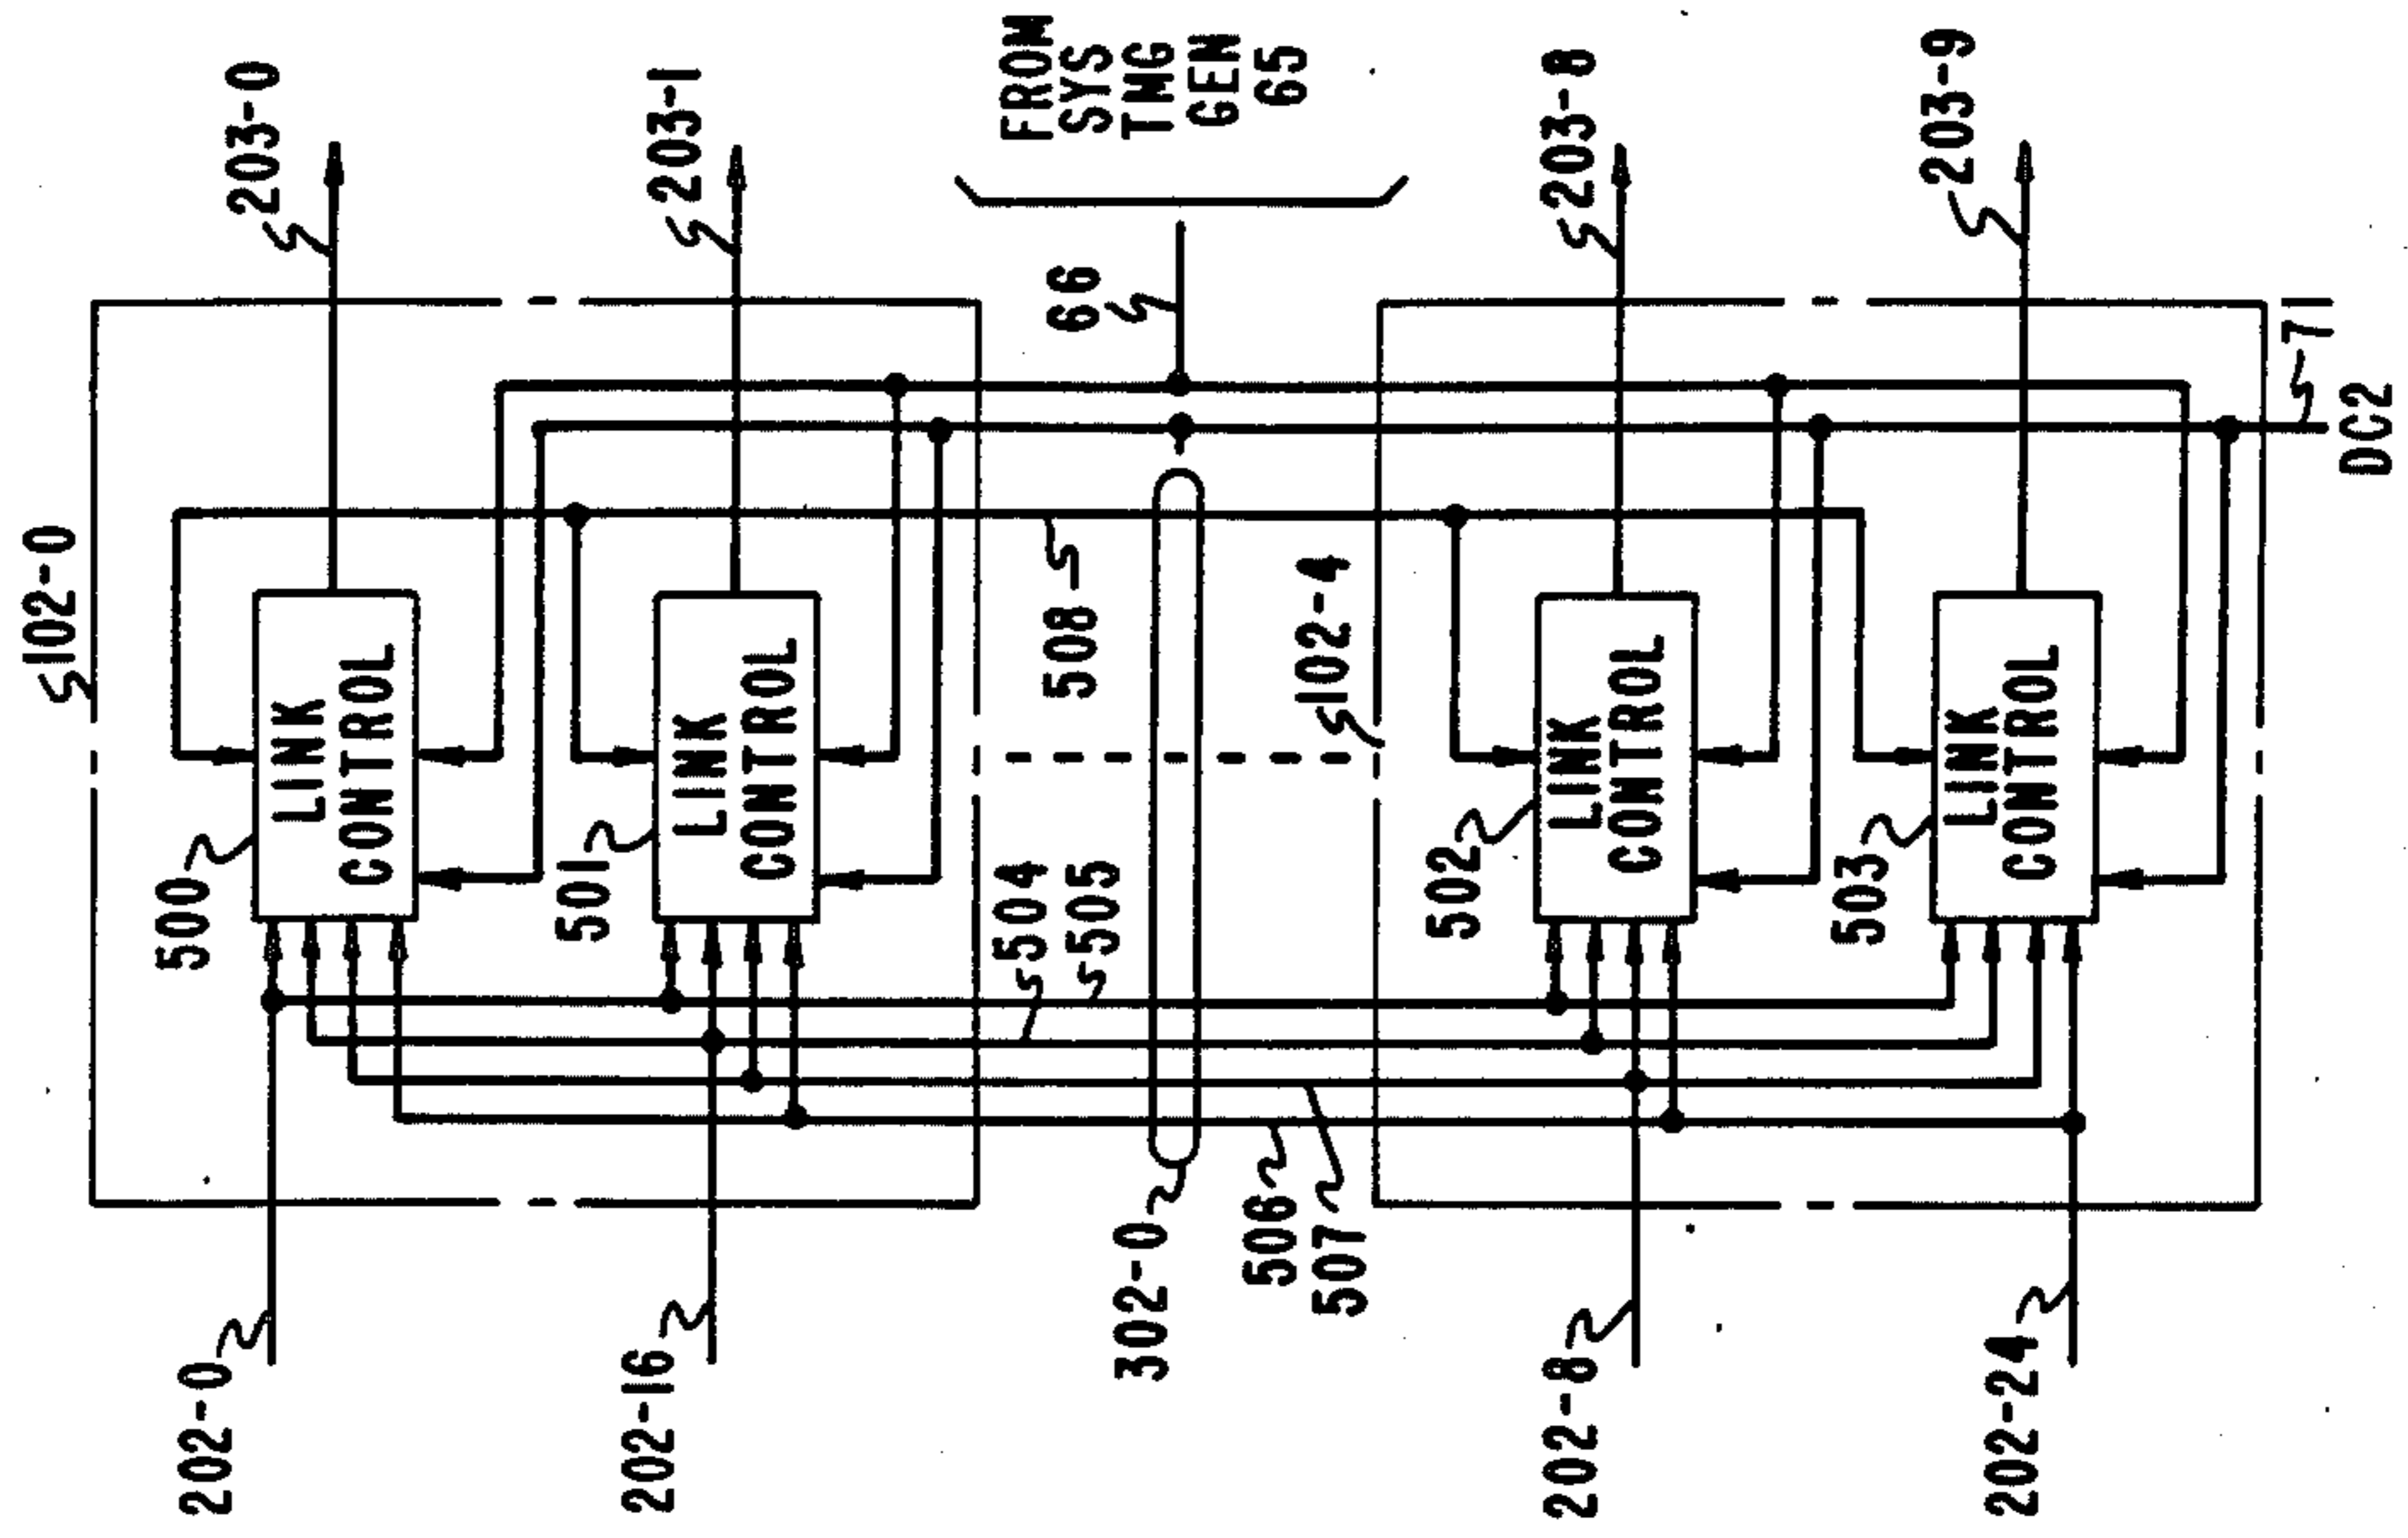 202-0
500
LINK
CONTROL
102-0
203-0
202-16
501
LINK
CONTROL
203-1
504
505
508
66
FROM
SYS
TMG
GEN
65
302-0
506
507
102-4
202-8
502
LINK
CONTROL
203-8
202-24
503
LINK
CONTROL
203-9
DC2
71